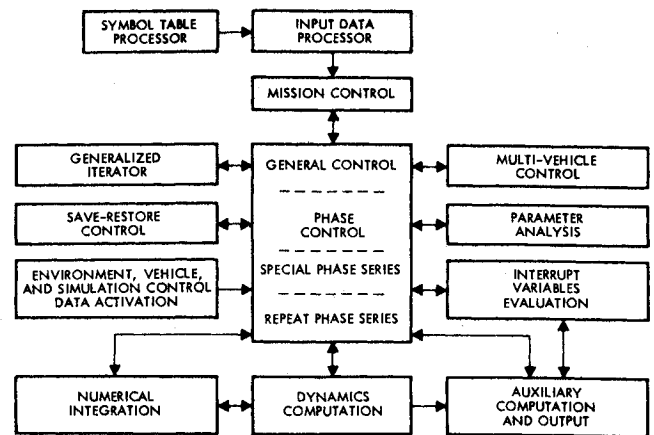 SYMBOL TABLE
PROCESSOR
INPUT DATA
PROCESSOR
MISSION CONTROL
GENERALIZED
ITERATOR
GENERAL CONTROL
MULTI-VEHICLE
CONTROL
SAVE-RESTORE
CONTROL
PHASE
CONTROL
PARAMETER
ANALYSIS
ENVIRONMENT, VEHICLE,
AND SIMULATION CONTROL
DATA ACTIVATION
SPECIAL PHASE SERIES
INTERRUPT
VARIABLES
EVALUATION
REPEAT PHASE SERIES
NUMERICAL
INTEGRATION
DYNAMICS
COMPUTATION
AUXILIARY
COMPUTATION
AND OUTPUT